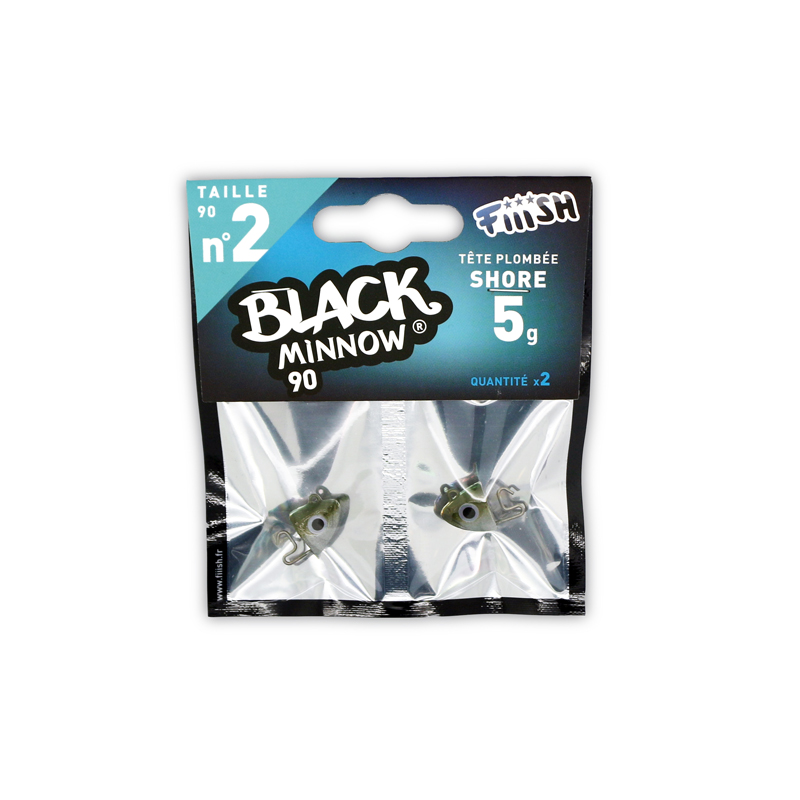 TAILLE
90
n°2
FiiiSH
TÊTE PLOMBÉE
SHORE
5g
BLACK
MINNOW®
90
QUANTITÉ x2
www.fiiish.fr